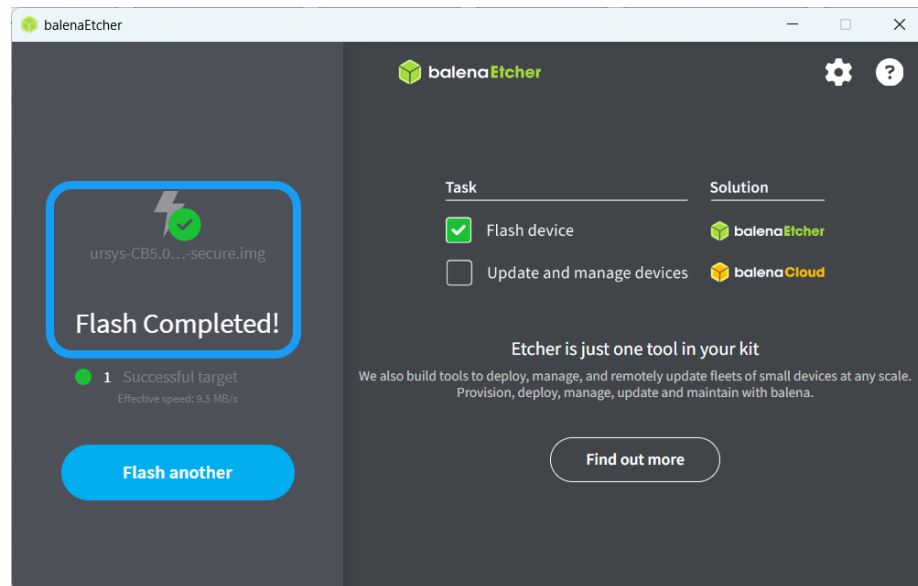 balenaEtcher
balenaEtcher
?
ursys-CB5.0...-secure.img
Flash Completed!
1 Successful target
Effective speed: 9.5 MB/s
Flash another
Task
Solution
Flash device
balenaEtcher
Update and manage devices
balenaCloud
Etcher is just one tool in your kit
We also build tools to deploy, manage, and remotely update fleets of small devices at any scale.
Provision, deploy, manage, update and maintain with balena.
Find out more